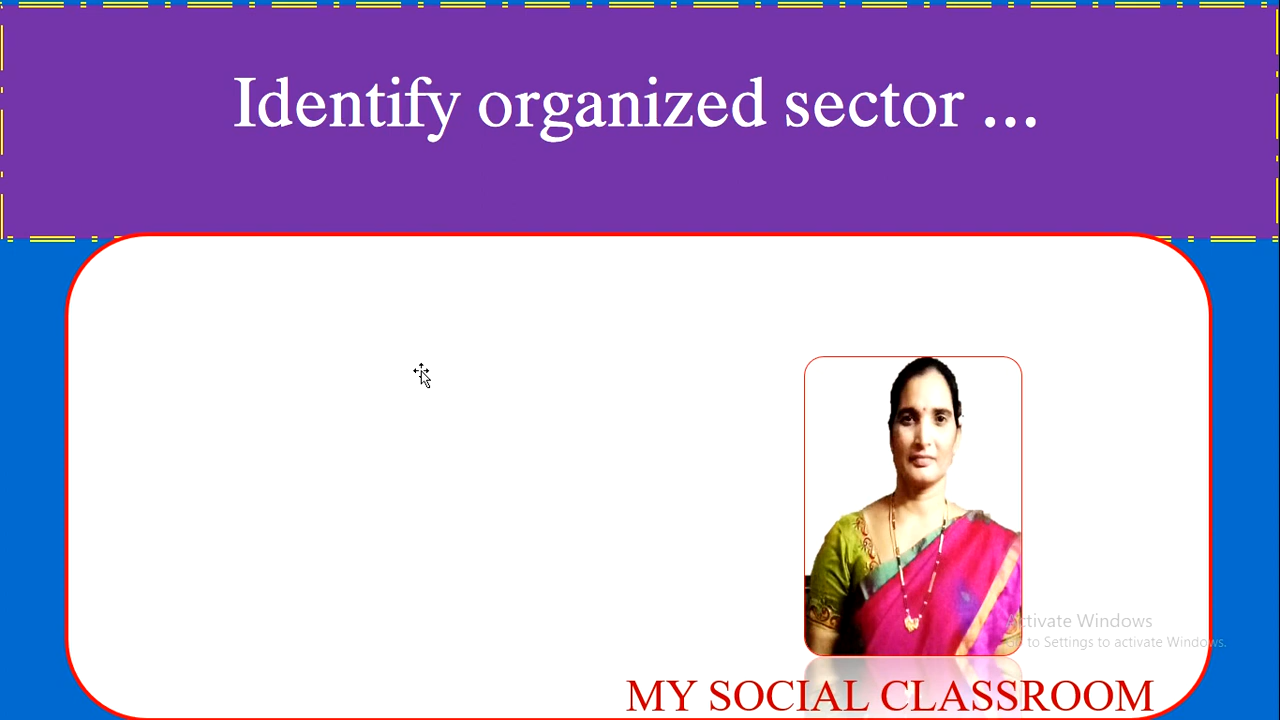 Identify organized sector ...
Activate Windows
Go to Settings to activate Windows.
MY SOCIAL CLASSROOM